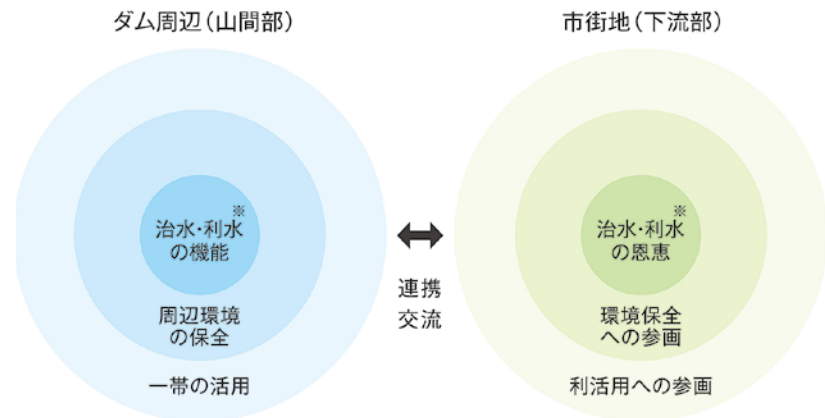 ダム周辺（山間部）
市街地（下流部）
※
治水・利水
の機能
周辺環境
の保全
一帯の活用
連携
交流
※
治水・利水
の恩恵
環境保全
への参画
利活用への参画